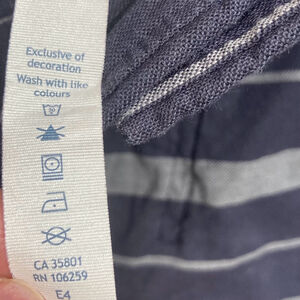 Exclusive of
decoration
Wash with like
colours
CA 35801
RN 106259
E4